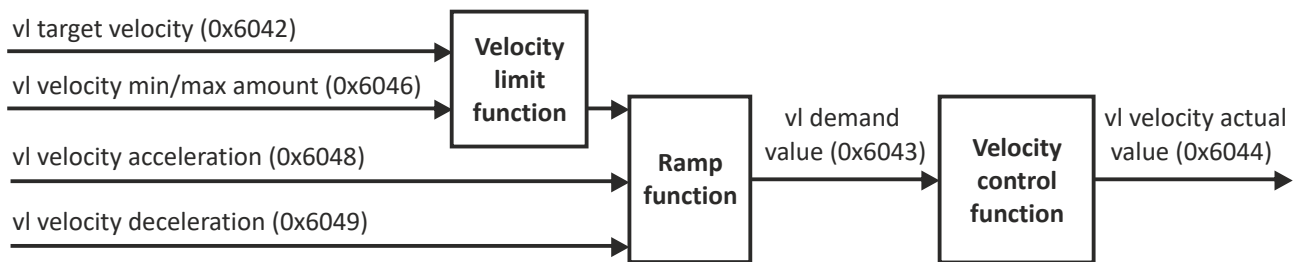 vl target velocity (0x6042)
vl velocity min/max amount (0x6046)
Velocity
limit
function
vl velocity acceleration (0x6048)
vl velocity deceleration (0x6049)
Ramp
function
vl demand
value (0x6043)
Velocity
control
function
vl velocity actual
value (0x6044)